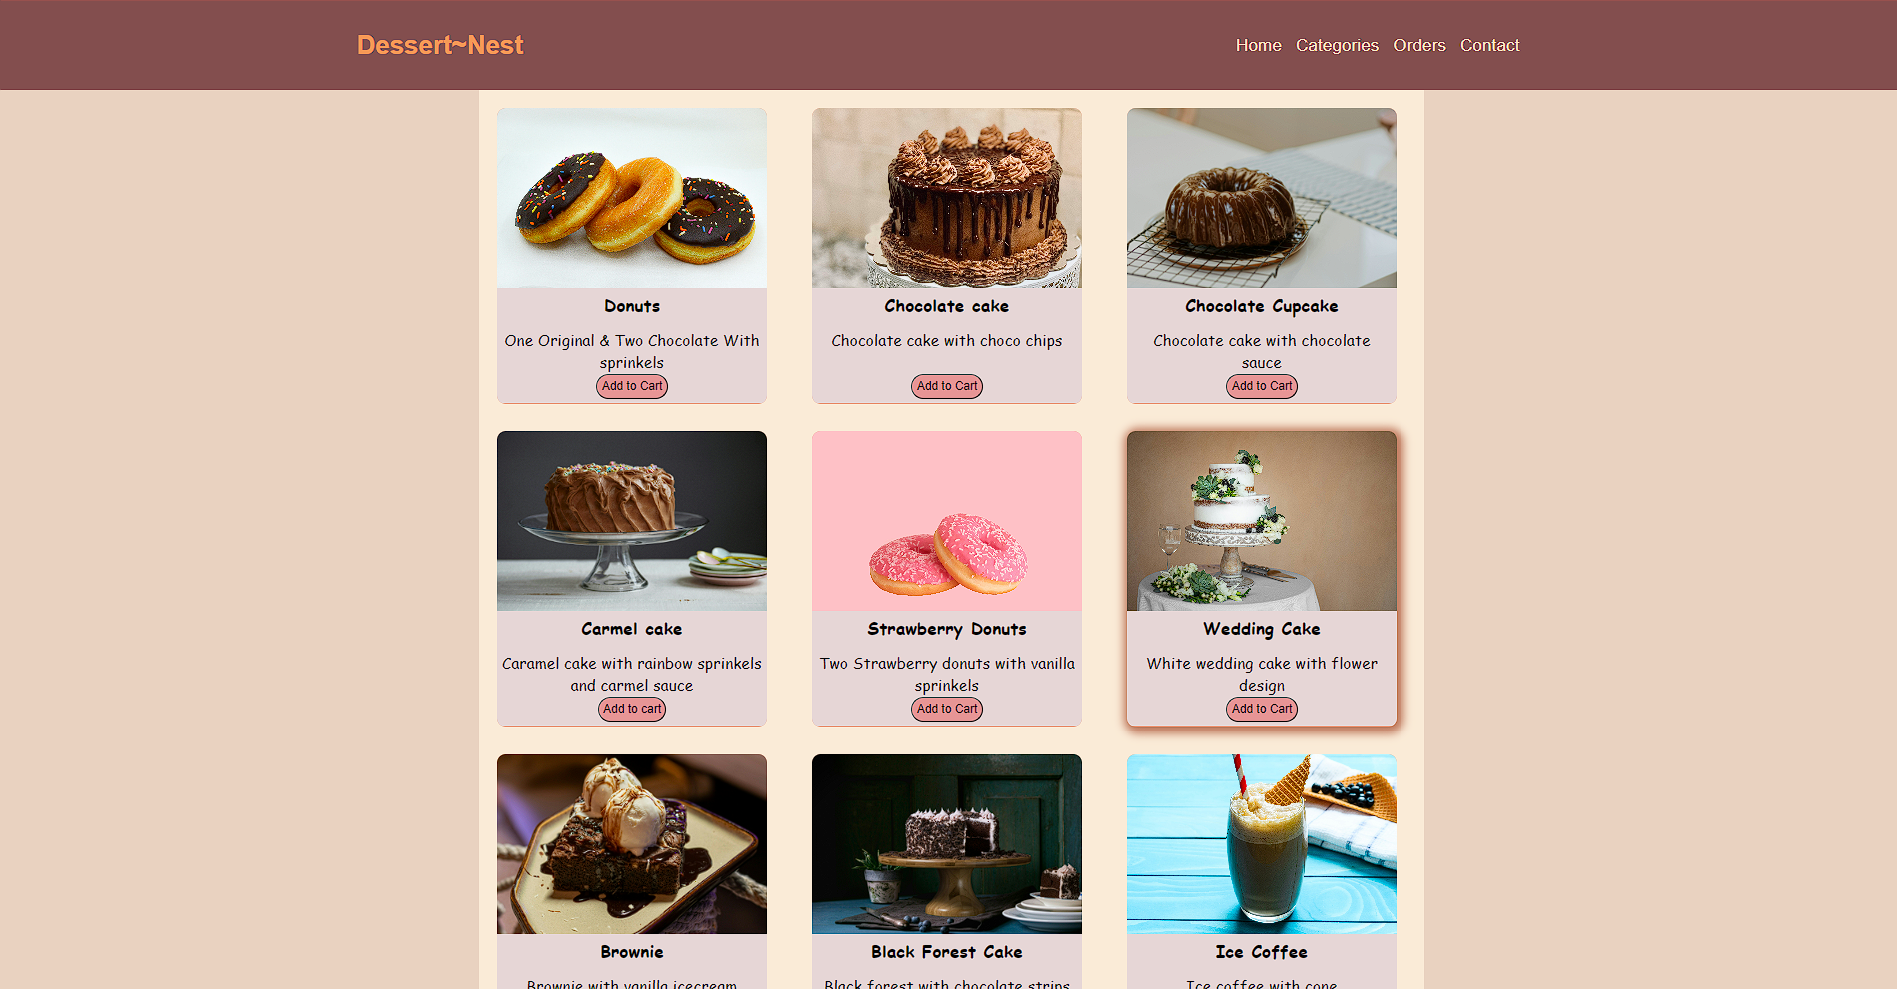 Dessert~Nest
Home Categories Orders Contact
Donuts
One Original & Two Chocolate With
sprinkels
Add to Cart
Chocolate cake
Chocolate cake with choco chips
Add to Cart
Chocolate Cupcake
Chocolate cake with chocolate
sauce
Add to Cart
Carmel cake
Caramel cake with rainbow sprinkels
and carmel sauce
Add to cart
Strawberry Donuts
Two Strawberry donuts with vanilla
sprinkels
Add to Cart
Wedding Cake
White wedding cake with flower
design
Add to Cart
Brownie
Brownie with vanilla icecream
Black Forest Cake
Black forest with chocolate strips
Ice Coffee
Ice coffee with cone